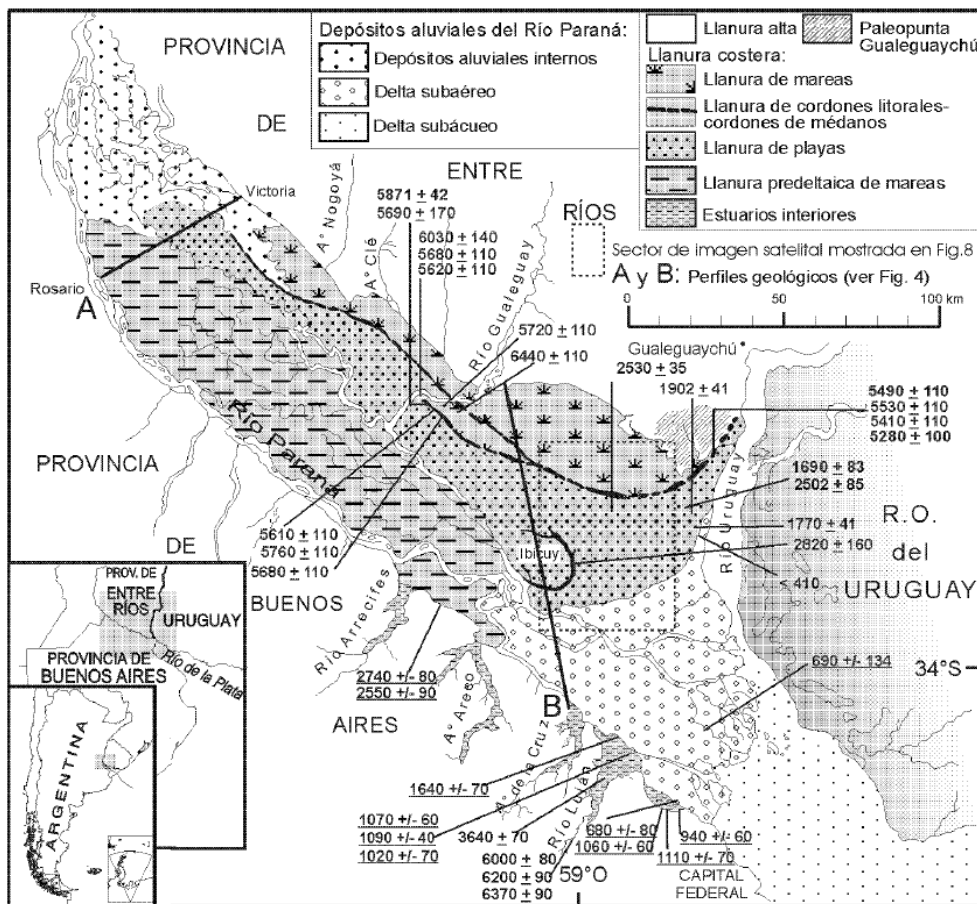 PROVINCIA
DE
Depósitos aluviales del Río Paraná:
Depósitos aluviales internos
Delta subaéreo
Delta subácueo
Llanura alta
Paleopunta
Gualeguaychú
Llanura costera:
Llanura de mareas
Llanura de cordones litorales-
cordones de médanos
Llanura de playas
Llanura predeltaica de mareas
Estuarios interiores
ENTRE
RÍOS
Sector de imagen satelital mostrada en Fig.8
A y B: Perfiles geológicos (ver Fig. 4)
0 50 100 km
Victoria
A° Nogoyá
A° Clé
Río Gualeguay
5871 ± 42
5690 ± 170
6030 ± 140
5680 ± 110
5620 ± 110
Rosario
A
5720 ± 110
6440 ± 110
Gualeguaychú
2530 ± 35
1902 ± 41
5490 ± 110
5530 ± 110
5410 ± 110
5280 ± 100
Río Paraná
PROVINCIA
DE
BUENOS
AIRES
Río Uruguay
1690 ± 83
2502 ± 85
1770 ± 41
2820 ± 160
< 410
R.O.
del
URUGUAY
5610 ± 110
5760 ± 110
5680 ± 110
Ibicuy
Río Arrecifes
2740 +/- 80
2550 +/- 90
A° Areco
690 +/- 134
34°S
B
A° de la Cruz
Río Luján
1640 +/- 70
1070 +/- 60
1090 +/- 40
1020 +/- 70
3640 ± 70
6000 ± 80
6200 ± 90
6370 ± 90
680 +/- 80
1060 +/- 60
940 +/- 60
1110 +/- 70
59°O
CAPITAL
FEDERAL
PROV. DE
ENTRE
RÍOS
URUGUAY
Río de la Plata
PROVINCIA DE
BUENOS AIRES
ARGENTINA